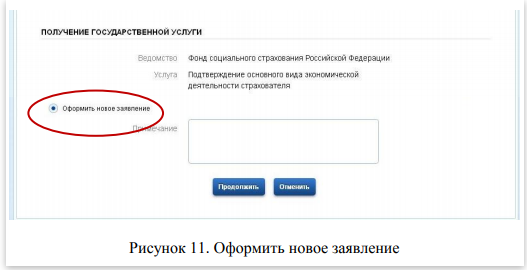 ПОЛУЧЕНИЕ ГОСУДАРСТВЕННОЙ УСЛУГИ
Ведомство Фонд социального страхования Российской Федерации
Услуга Подтверждение основного вида экономической
деятельности страхователя
Оформить новое заявление
Примечание
Продолжить Отменить
Рисунок 11. Оформить новое заявление